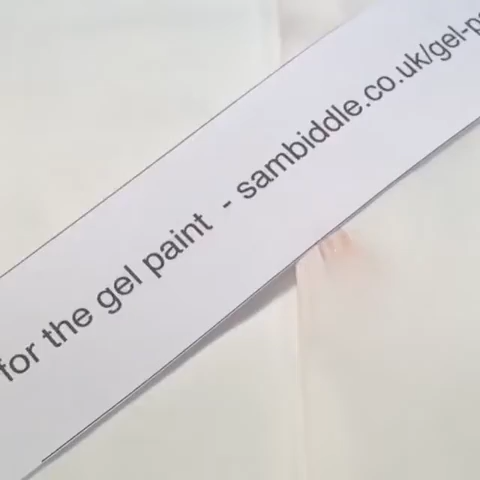 for the gel paint - sambiddle.co.uk/gel-p